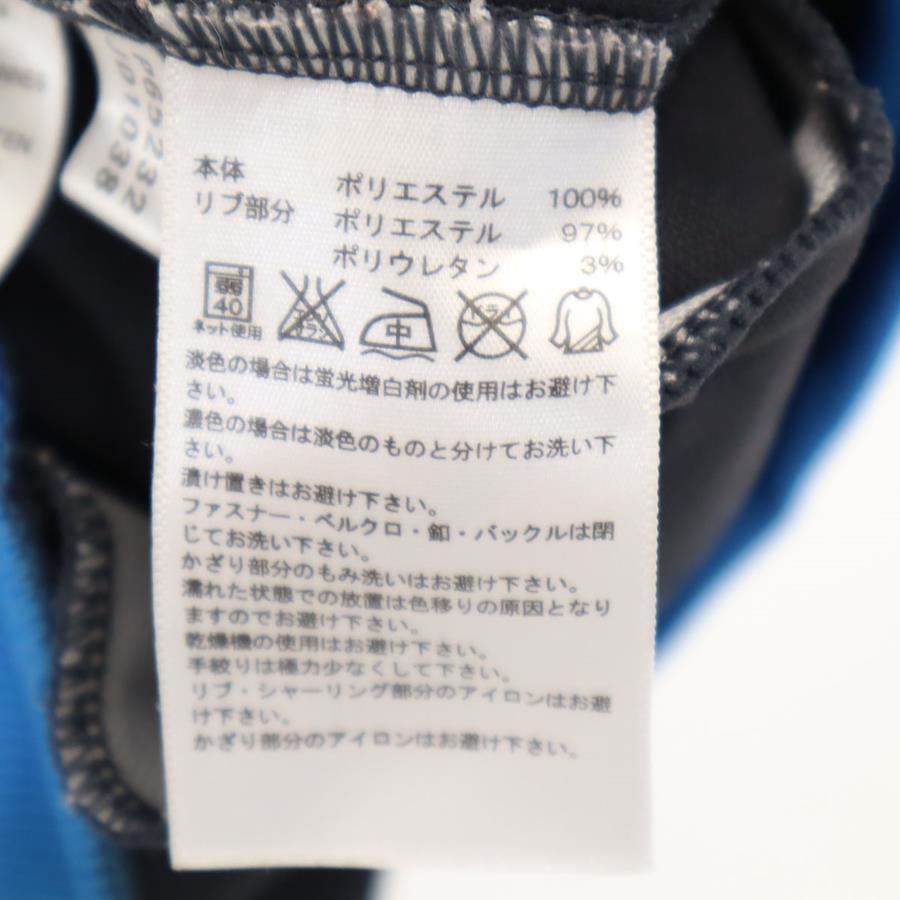 本体 ポリエステル 100%
リブ部分 ポリエステル 97%
ポリウレタン 3%
弱
40
ネット使用
エンソ
サラシ
中
ドライ
淡色の場合は蛍光増白剤の使用はお避け下
さい。
濃色の場合は淡色のものと分けてお洗い下
さい。
漬け置きはお避け下さい。
ファスナー・ベルクロ・釦・バックルは閉
じてお洗い下さい。
かざり部分のもみ洗いはお避け下さい。
濡れた状態での放置は色移りの原因となり
ますのでお避け下さい。
乾燥機の使用はお避け下さい。
手絞りは極力少なくして下さい。
リブ・シャーリング部分のアイロンはお避
け下さい。
かざり部分のアイロンはお避け下さい。